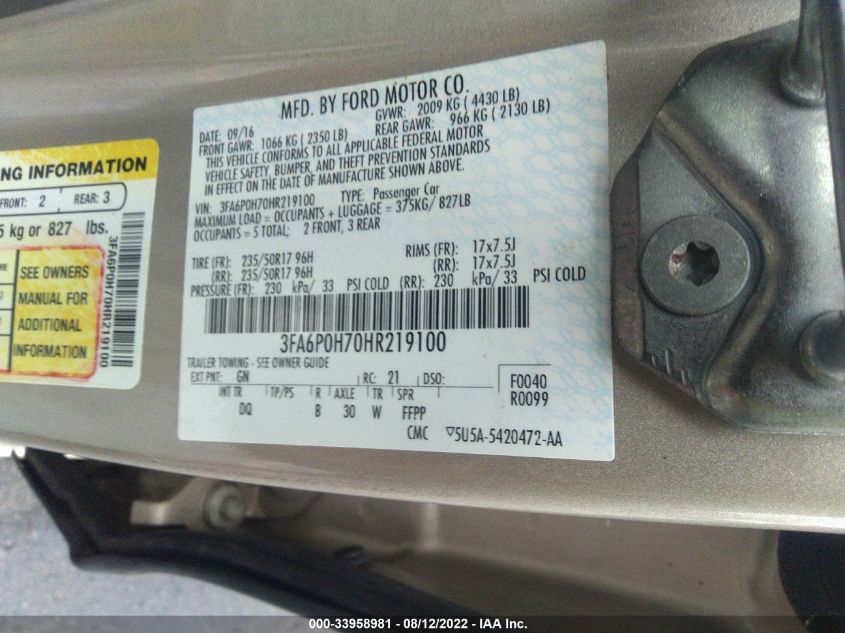 MFD. BY FORD MOTOR CO.
DATE: 09/16 GVWR: 2009 KG ( 4430 LB)
FRONT GAWR: 1066 KG ( 2350 LB) REAR GAWR: 966 KG ( 2130 LB)
THIS VEHICLE CONFORMS TO ALL APPLICABLE FEDERAL MOTOR
VEHICLE SAFETY, BUMPER, AND THEFT PREVENTION STANDARDS
IN EFFECT ON THE DATE OF MANUFACTURE SHOWN ABOVE.
VIN: 3FA6P0H70HR219100 TYPE: Passenger Car
MAXIMUM LOAD = OCCUPANTS + LUGGAGE = 375KG/ 827LB
OCCUPANTS = 5 TOTAL; 2 FRONT, 3 REAR
TIRE (FR): 235/50R17 96H RIMS (FR): 17x7.5J
(RR): 235/50R17 96H (RR): 17x7.5J
PRESSURE (FR): 230 kPa/ 33 PSI COLD (RR): 230 kPa/ 33 PSI COLD
3FA6P0H70HR219100
TRAILER TOWING - SEE OWNER GUIDE
EXT PNT: GN RC: 21 DSO: F0040
R0099
INT TR TP/PS R AXLE TR SPR
DQ B 30 W FFPP
CMC ▽5U5A-5420472-AA
NG INFORMATION
FRONT: 2 REAR: 3
5 kg or 827 lbs.
SEE OWNERS
MANUAL FOR
ADDITIONAL
INFORMATION
3FA6P0H70HR219100
000-33958981 - 08/12/2022 - IAA Inc.